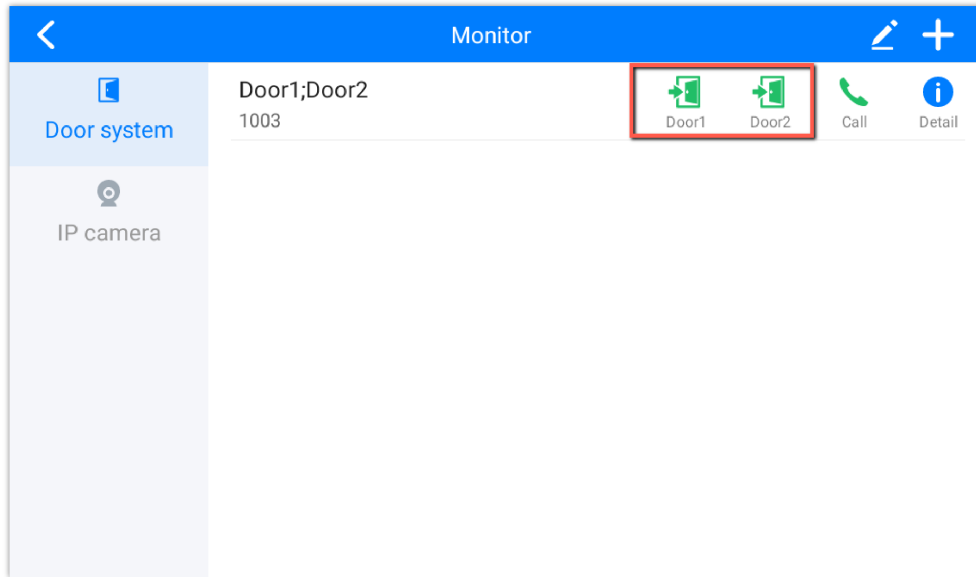 Monitor
Door system
IP camera
Door1;Door2
1003
Door1
Door2
Call
Detail